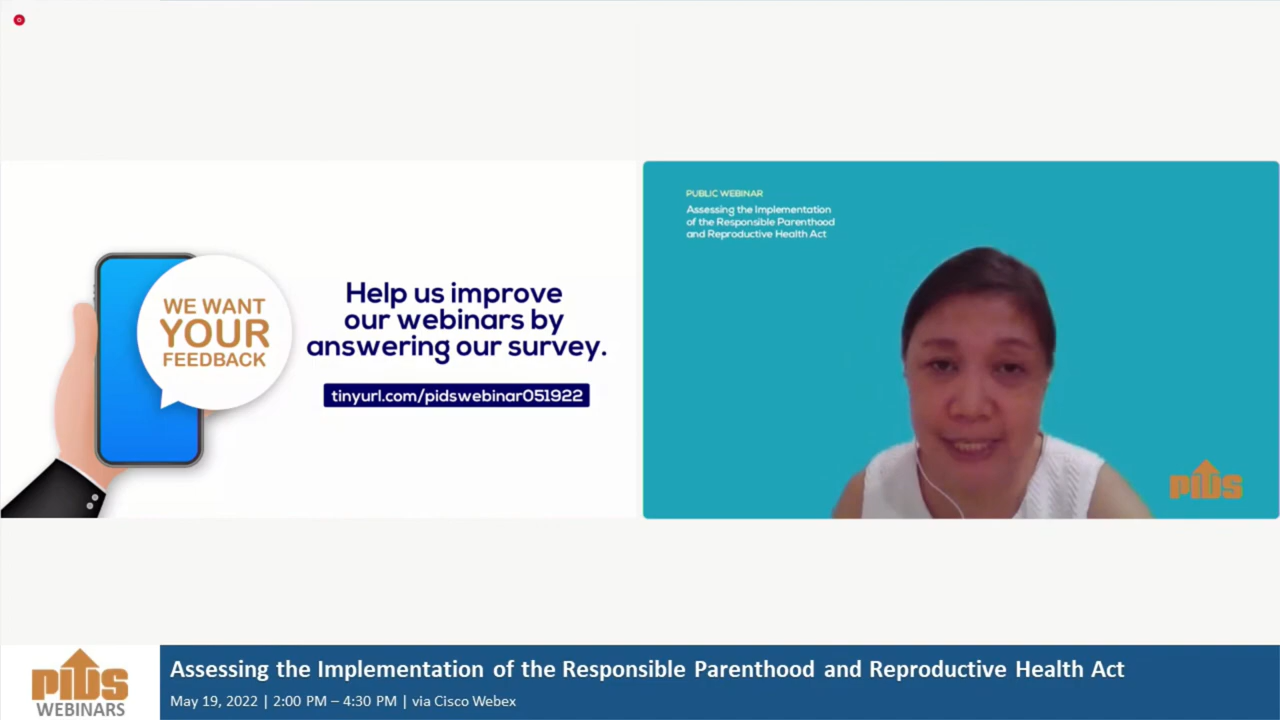 WE WANT
YOUR
FEEDBACK
Help us improve
our webinars by
answering our survey.
tinyurl.com/pidswebinar051922
PUBLIC WEBINAR
Assessing the Implementation
of the Responsible Parenthood
and Reproductive Health Act
PIDS
PIDS
WEBINARS
Assessing the Implementation of the Responsible Parenthood and Reproductive Health Act
May 19, 2022 | 2:00 PM – 4:30 PM | via Cisco Webex